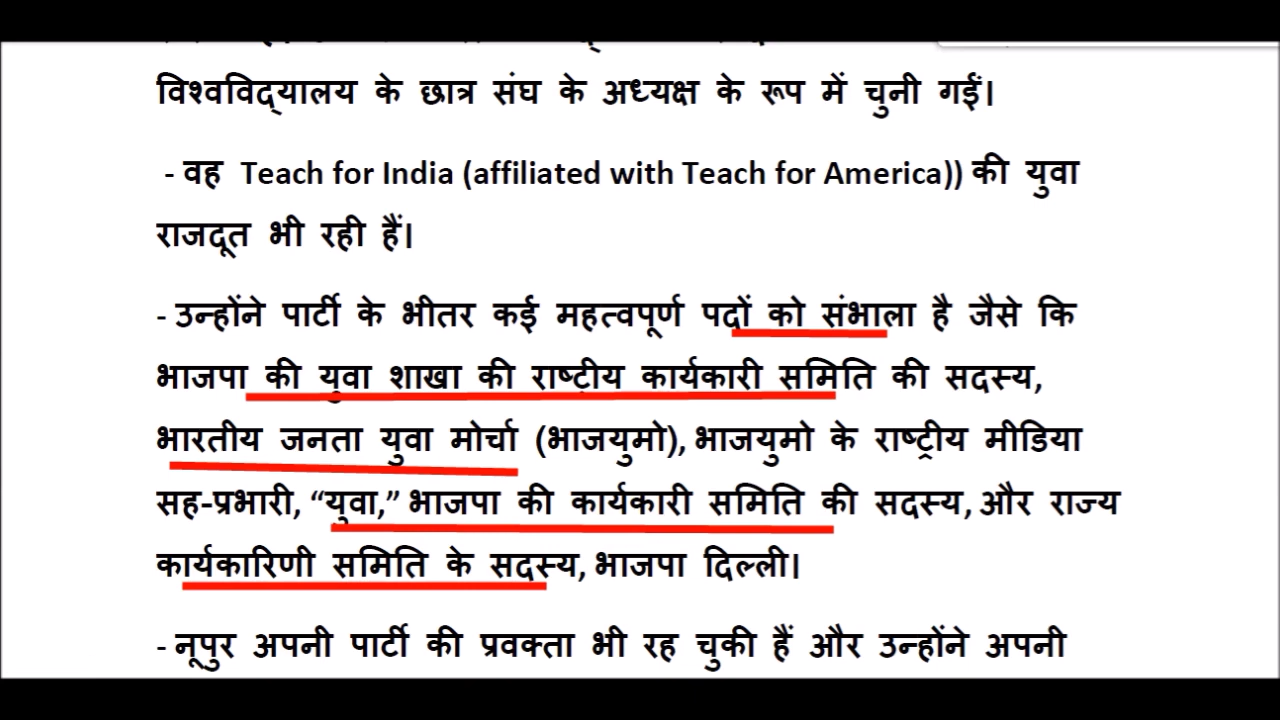 विश्वविद्यालय के छात्र संघ के अध्यक्ष के रूप में चुनी गईं।
- वह Teach for India (affiliated with Teach for America)) की युवा
राजदूत भी रही हैं।
- उन्होंने पार्टी के भीतर कई महत्वपूर्ण पदों को संभाला है जैसे कि
भाजपा की युवा शाखा की राष्ट्रीय कार्यकारी समिति की सदस्य,
भारतीय जनता युवा मोर्चा (भाजयुमो), भाजयुमो के राष्ट्रीय मीडिया
सह-प्रभारी, “युवा,” भाजपा की कार्यकारी समिति की सदस्य, और राज्य
कार्यकारिणी समिति के सदस्य, भाजपा दिल्ली।
- नूपुर अपनी पार्टी की प्रवक्ता भी रह चुकी हैं और उन्होंने अपनी